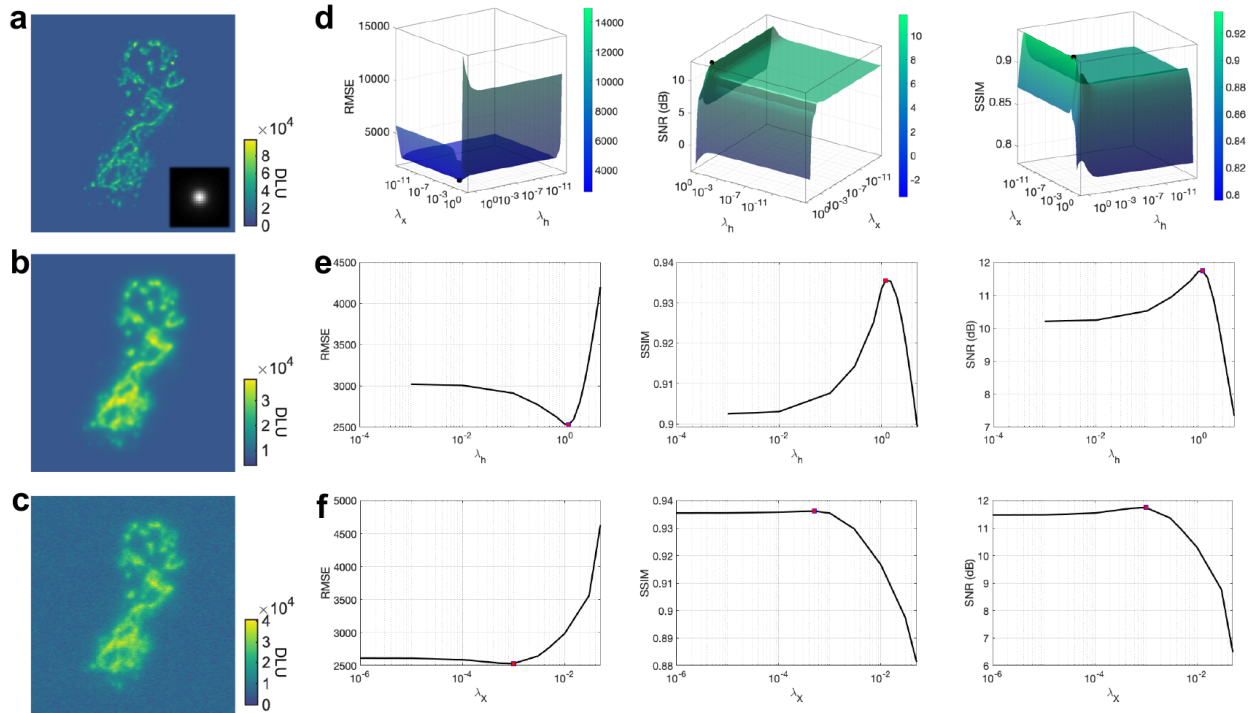 a
×10⁴
8
6
4
2
0
DLU
b
×10⁴
3
2
1
DLU
c
×10⁴
4
3
2
1
0
DLU
d
15000
10000
5000
RMSE
10⁻¹¹
10⁻⁷
10⁻³
10⁰
λx
10⁰
10⁻³
10⁻⁷
10⁻¹¹
λh
14000
12000
10000
8000
6000
4000
10
5
0
SNR (dB)
10⁰
10⁻³
10⁻⁷
10⁻¹¹
λh
10⁰
10⁻³
10⁻⁷
10⁻¹¹
λx
10
8
6
4
2
0
-2
0.9
0.85
0.8
SSIM
10⁻¹¹
10⁻⁷
10⁻³
10⁰
λx
10⁰
10⁻³
10⁻⁷
10⁻¹¹
λh
0.92
0.9
0.88
0.86
0.84
0.82
0.8
e
4500
4000
3500
3000
2500
RMSE
10⁻⁴ 10⁻² 10⁰
λh
0.94
0.93
0.92
0.91
0.9
SSIM
10⁻⁴ 10⁻² 10⁰
λh
12
11
10
9
8
7
SNR (dB)
10⁻⁴ 10⁻² 10⁰
λh
f
5000
4500
4000
3500
3000
2500
RMSE
10⁻⁶ 10⁻⁴ 10⁻²
λX
0.94
0.93
0.92
0.91
0.9
0.89
0.88
SSIM
10⁻⁶ 10⁻⁴ 10⁻²
λX
12
11
10
9
8
7
6
SNR (dB)
10⁻⁶ 10⁻⁴ 10⁻²
λX